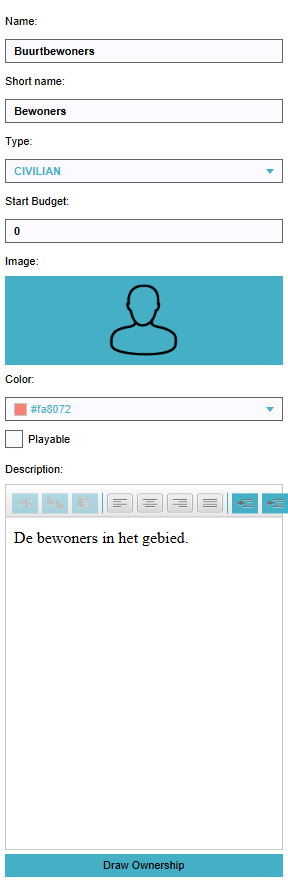 Name:
Buurtbewoners
Short name:
Bewoners
Type:
CIVILIAN
Start Budget:
0
Image:
Color:
#fa8072
Playable
Description:
De bewoners in het gebied.
Draw Ownership